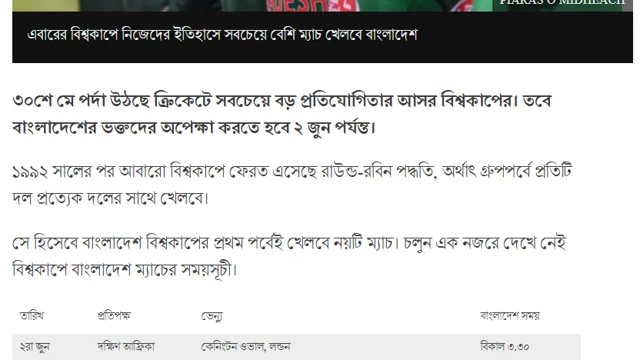 PIARAS Ó MÍDHEACH
এবারের বিশ্বকাপে নিজেদের ইতিহাসে সবচেয়ে বেশি ম্যাচ খেলবে বাংলাদেশ
৩০শে মে পর্দা উঠছে ক্রিকেটে সবচেয়ে বড় প্রতিযোগিতার আসর বিশ্বকাপের। তবে
বাংলাদেশের ভক্তদের অপেক্ষা করতে হবে ২ জুন পর্যন্ত।
১৯৯২ সালের পর আবারো বিশ্বকাপে ফেরত এসেছে রাউন্ড-রবিন পদ্ধতি, অর্থাৎ গ্রুপপর্বে প্রতিটি
দল প্রত্যেক দলের সাথে খেলবে।
সে হিসেবে বাংলাদেশ বিশ্বকাপের প্রথম পর্বেই খেলবে নয়টি ম্যাচ। চলুন এক নজরে দেখে নেই
বিশ্বকাপে বাংলাদেশ ম্যাচের সময়সূচী।
তারিখ প্রতিপক্ষ ভেন্যু বাংলাদেশ সময়
২রা জুন দক্ষিণ আফ্রিকা কেনিংটন ওভাল, লন্ডন বিকাল ৩.৩০